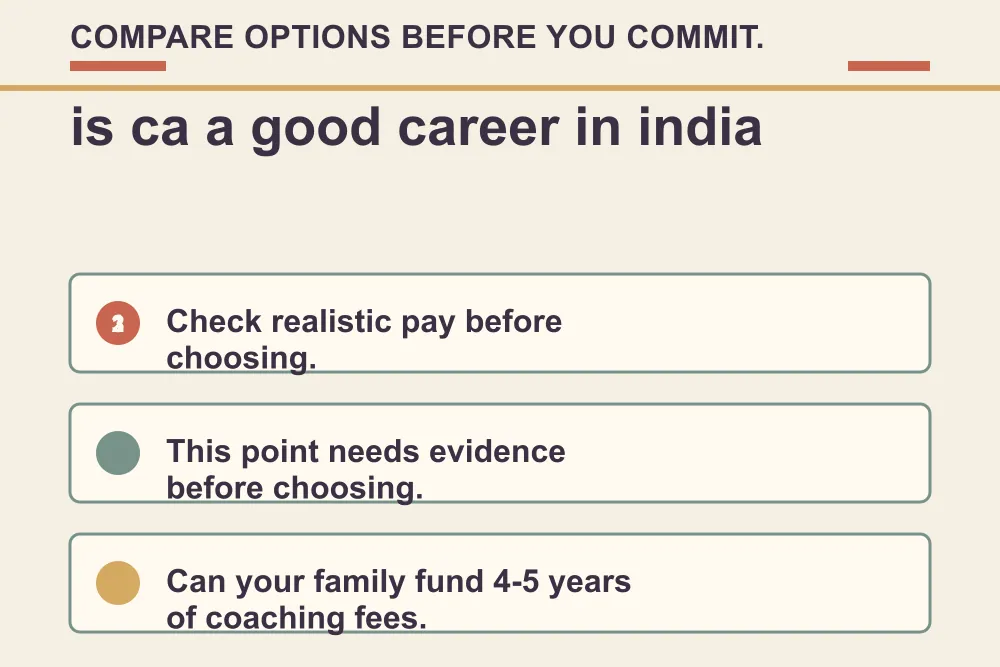 COMPARE OPTIONS BEFORE YOU COMMIT.
is ca a good career in india
Check realistic pay before
choosing.
This point needs evidence
before choosing.
Can your family fund 4-5 years
of coaching fees.